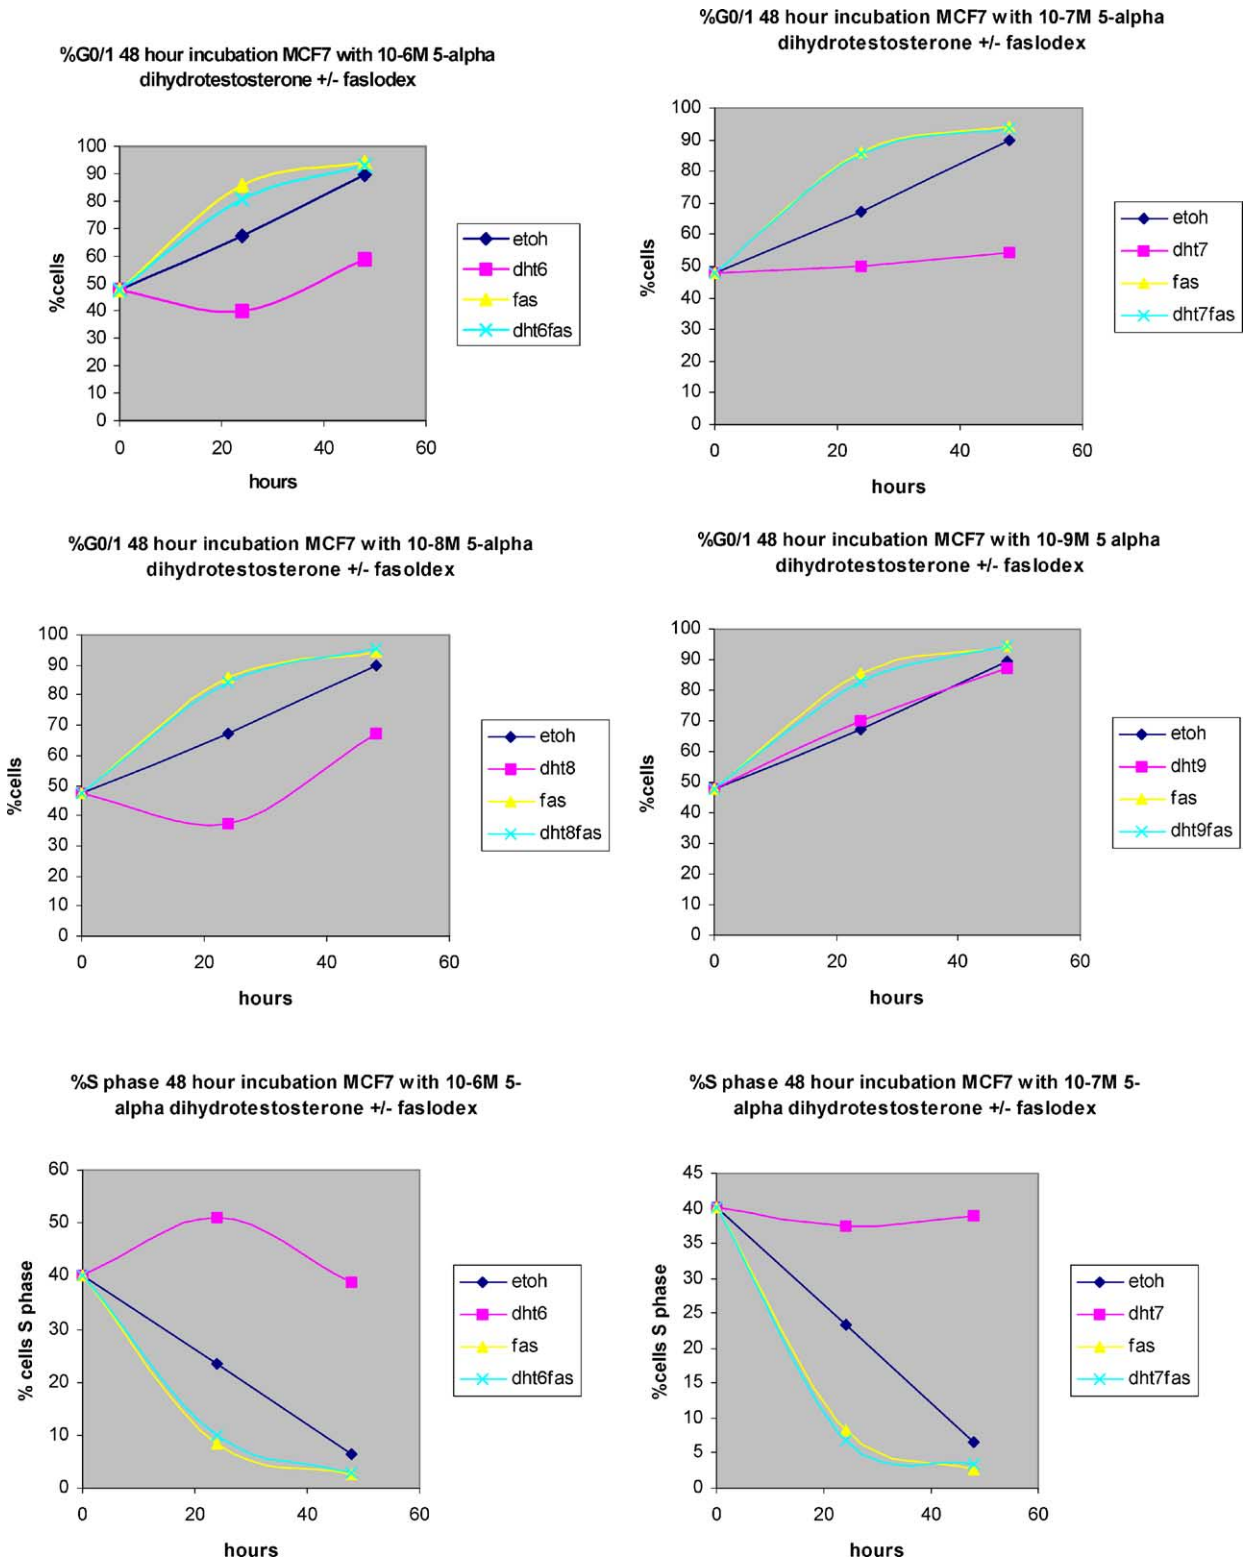 %G0/1 48 hour incubation MCF7 with 10-6M 5-alpha
dihydrotestosterone +/- faslodex
100
90
80
70
60
50
40
30
20
10
0
%cells
0 20 40 60
hours
etoh
dht6
fas
dht6fas
%G0/1 48 hour incubation MCF7 with 10-7M 5-alpha
dihydrotestosterone +/- faslodex
100
90
80
70
60
50
40
30
20
10
0
%cells
0 20 40 60
hours
etoh
dht7
fas
dht7fas
%G0/1 48 hour incubation MCF7 with 10-8M 5-alpha
dihydrotestosterone +/- fasoldex
100
90
80
70
60
50
40
30
20
10
0
%cells
0 20 40 60
hours
etoh
dht8
fas
dht8fas
%G0/1 48 hour incubation MCF7 with 10-9M 5 alpha
dihydrotestosterone +/- faslodex
100
90
80
70
60
50
40
30
20
10
0
%cells
0 20 40 60
hours
etoh
dht9
fas
dht9fas
%S phase 48 hour incubation MCF7 with 10-6M 5-
alpha dihydrotestosterone +/- faslodex
60
50
40
30
20
10
0
% cells S phase
0 20 40 60
hours
etoh
dht6
fas
dht6fas
%S phase 48 hour incubation MCF7 with 10-7M 5-
alpha dihydrotestosterone +/- faslodex
45
40
35
30
25
20
15
10
5
0
%cells S phase
0 20 40 60
hours
etoh
dht7
fas
dht7fas